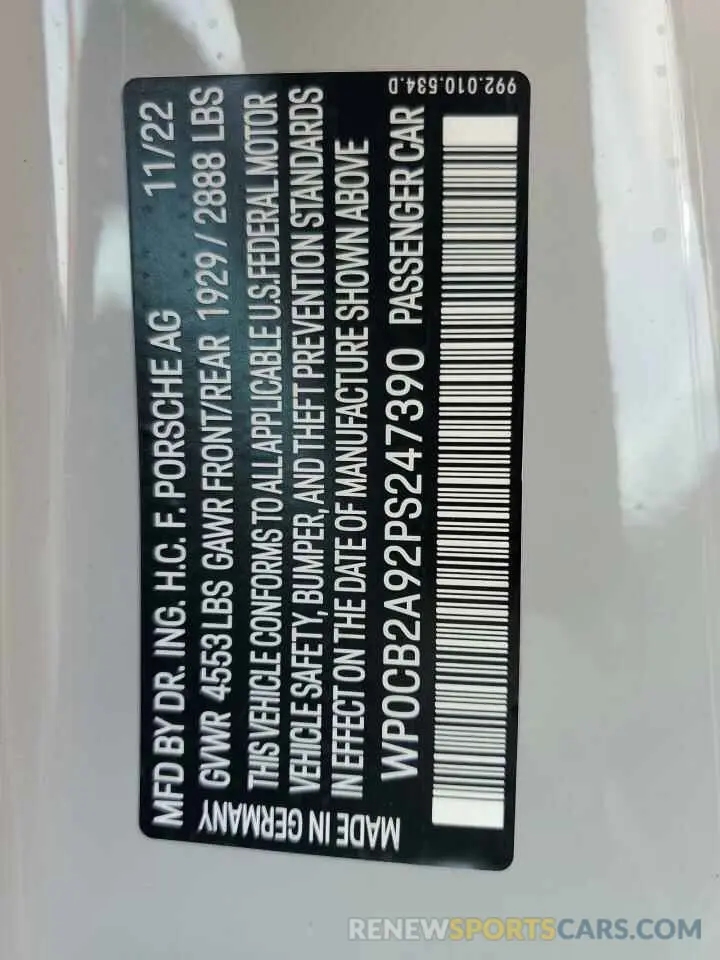 MFD BY DR. ING. H.C. F. PORSCHE AG 11/22
GVWR 4553 LBS GAWR FRONT/REAR 1929 / 2888 LBS
THIS VEHICLE CONFORMS TO ALL APPLICABLE U.S. FEDERAL MOTOR
VEHICLE SAFETY, BUMPER, AND THEFT PREVENTION STANDARDS
IN EFFECT ON THE DATE OF MANUFACTURE SHOWN ABOVE
WP0CB2A92PS247390 PASSENGER CAR
MADE IN GERMANY
992.010.534.D
RENEWSPORTSCARS.COM